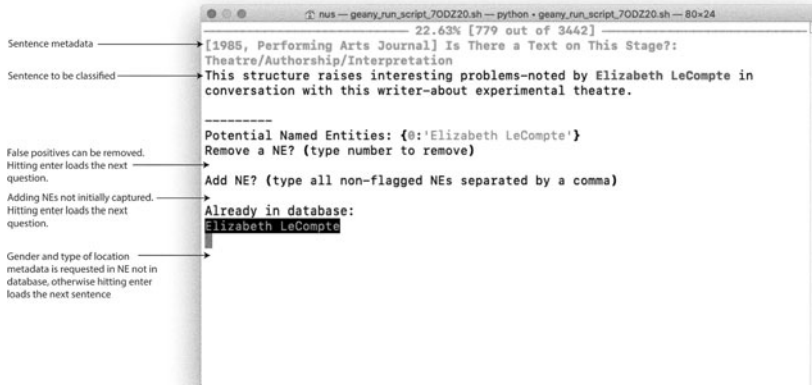 nus — geany_run_script_7ODZ20.sh — python • geany_run_script_7ODZ20.sh — 80×24
22.63% [779 out of 3442]
Sentence metadata
[1985, Performing Arts Journal] Is There a Text on This Stage?:
Theatre/Authorship/Interpretation
Sentence to be classified
This structure raises interesting problems—noted by Elizabeth LeCompte in
conversation with this writer—about experimental theatre.
---------
Potential Named Entities: {0:'Elizabeth LeCompte'}
Remove a NE? (type number to remove)
False positives can be removed.
Hitting enter loads the next
question.
Add NE? (type all non-flagged NEs separated by a comma)
Adding NEs not initially captured.
Hitting enter loads the next
question.
Already in database:
Elizabeth LeCompte
Gender and type of location
metadata is requested in NE not in
database, otherwise hitting enter
loads the next sentence